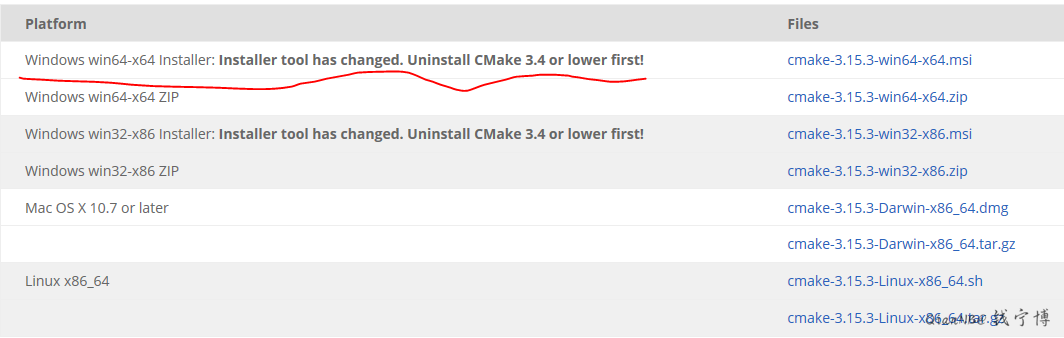 Platform Files
Windows win64-x64 Installer: Installer tool has changed. Uninstall CMake 3.4 or lower first! cmake-3.15.3-win64-x64.msi
Windows win64-x64 ZIP cmake-3.15.3-win64-x64.zip
Windows win32-x86 Installer: Installer tool has changed. Uninstall CMake 3.4 or lower first! cmake-3.15.3-win32-x86.msi
Windows win32-x86 ZIP cmake-3.15.3-win32-x86.zip
Mac OS X 10.7 or later cmake-3.15.3-Darwin-x86_64.dmg
cmake-3.15.3-Darwin-x86_64.tar.gz
Linux x86_64 cmake-3.15.3-Linux-x86_64.sh
cmake-3.15.3-Linux-x86_64.tar.gz
宁博